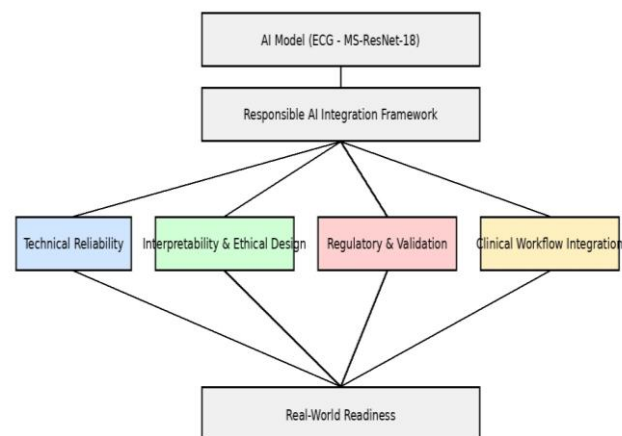 AI Model (ECG - MS-ResNet-18)
Responsible AI Integration Framework
Technical Reliability
Interpretability & Ethical Design
Regulatory & Validation
Clinical Workflow Integration
Real-World Readiness